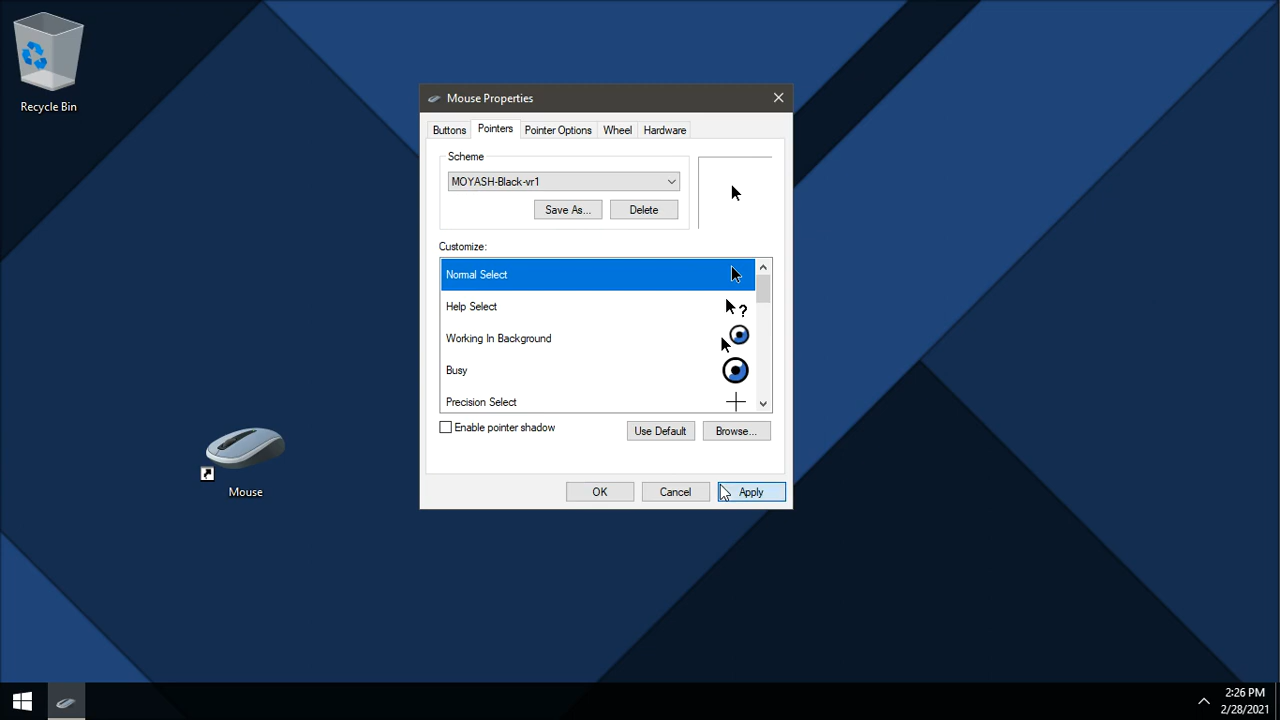 Recycle Bin
Mouse Properties
Buttons Pointers Pointer Options Wheel Hardware
Scheme
MOYASH-Black-vr1
Save As... Delete
Customize:
Normal Select
Help Select
Working In Background
Busy
Precision Select
Enable pointer shadow
Use Default Browse...
OK Cancel Apply
Mouse
2:26 PM
2/28/2021